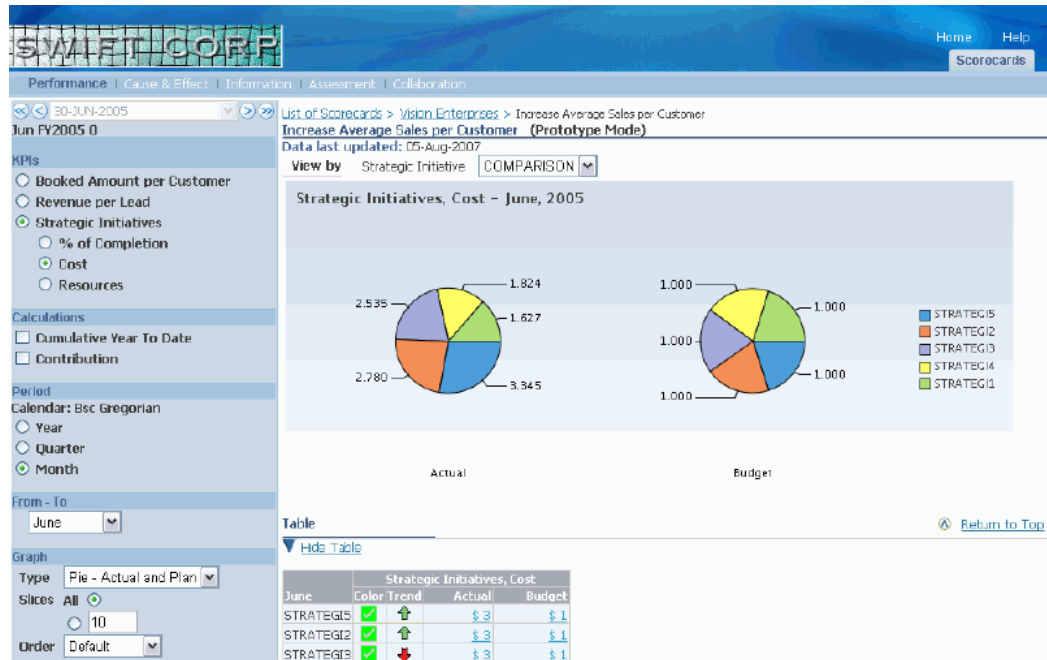 SWIFT CORP
Home Help
Scorecards
Performance | Cause & Effect | Information | Assessment | Collaboration
30-JUN-2005
Jun FY2005 0
KPIs
Booked Amount per Customer
Revenue per Lead
Strategic Initiatives
% of Completion
Cost
Resources
Calculations
Cumulative Year To Date
Contribution
Period
Calendar: Bsc Gregorian
Year
Quarter
Month
From - To
June
Graph
Type Pie - Actual and Plan
Slices All
10
Order Default
List of Scorecards > Vision Enterprises > Increase Average Sales per Customer
Increase Average Sales per Customer (Prototype Mode)
Data last updated: 05-Aug-2007
View by Strategic Initiative COMPARISON
Strategic Initiatives, Cost - June, 2005
1.824
2.535
1.627
2.780
3.345
Actual
1.000
1.000
1.000
1.000
1.000
Budget
STRATEGI5
STRATEGI2
STRATEGI3
STRATEGI4
STRATEGI1
Table
Return to Top
Hide Table
Strategic Initiatives, Cost
June Color Trend Actual Budget
STRATEGI5 $ 3 $ 1
STRATEGI2 $ 3 $ 1
STRATEGI3 $ 3 $ 1